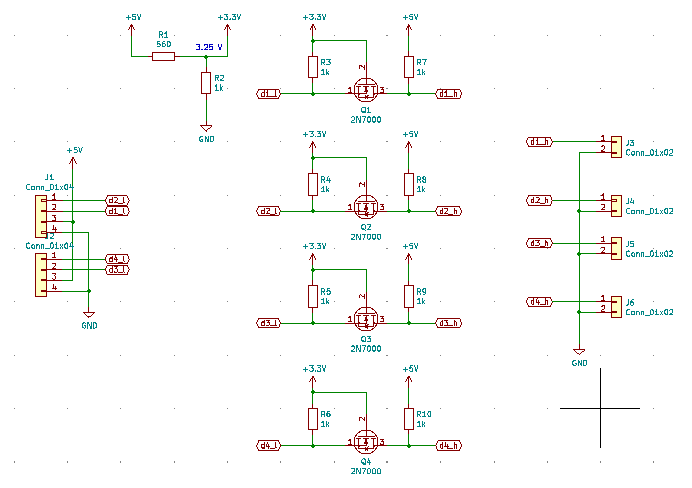 +5V
+3.3V
R1
560
3.25 V
R2
1k
GND
+3.3V
+5V
R3
1k
R7
1k
d1_l
1
2
3
d1_h
Q1
2N7000
+3.3V
+5V
R4
1k
R8
1k
d2_l
1
2
3
d2_h
Q2
2N7000
+3.3V
+5V
R5
1k
R9
1k
d3_l
1
2
3
d3_h
Q3
2N7000
+3.3V
+5V
R6
1k
R10
1k
d4_l
1
2
3
d4_h
Q4
2N7000
+5V
J1
Conn_01x04
1
2
3
4
d2_l
d1_l
J2
Conn_01x04
1
2
3
4
d4_l
d3_l
GND
d1_h
1
2
J3
Conn_01x02
d2_h
1
2
J4
Conn_01x02
d3_h
1
2
J5
Conn_01x02
d4_h
1
2
J6
Conn_01x02
GND